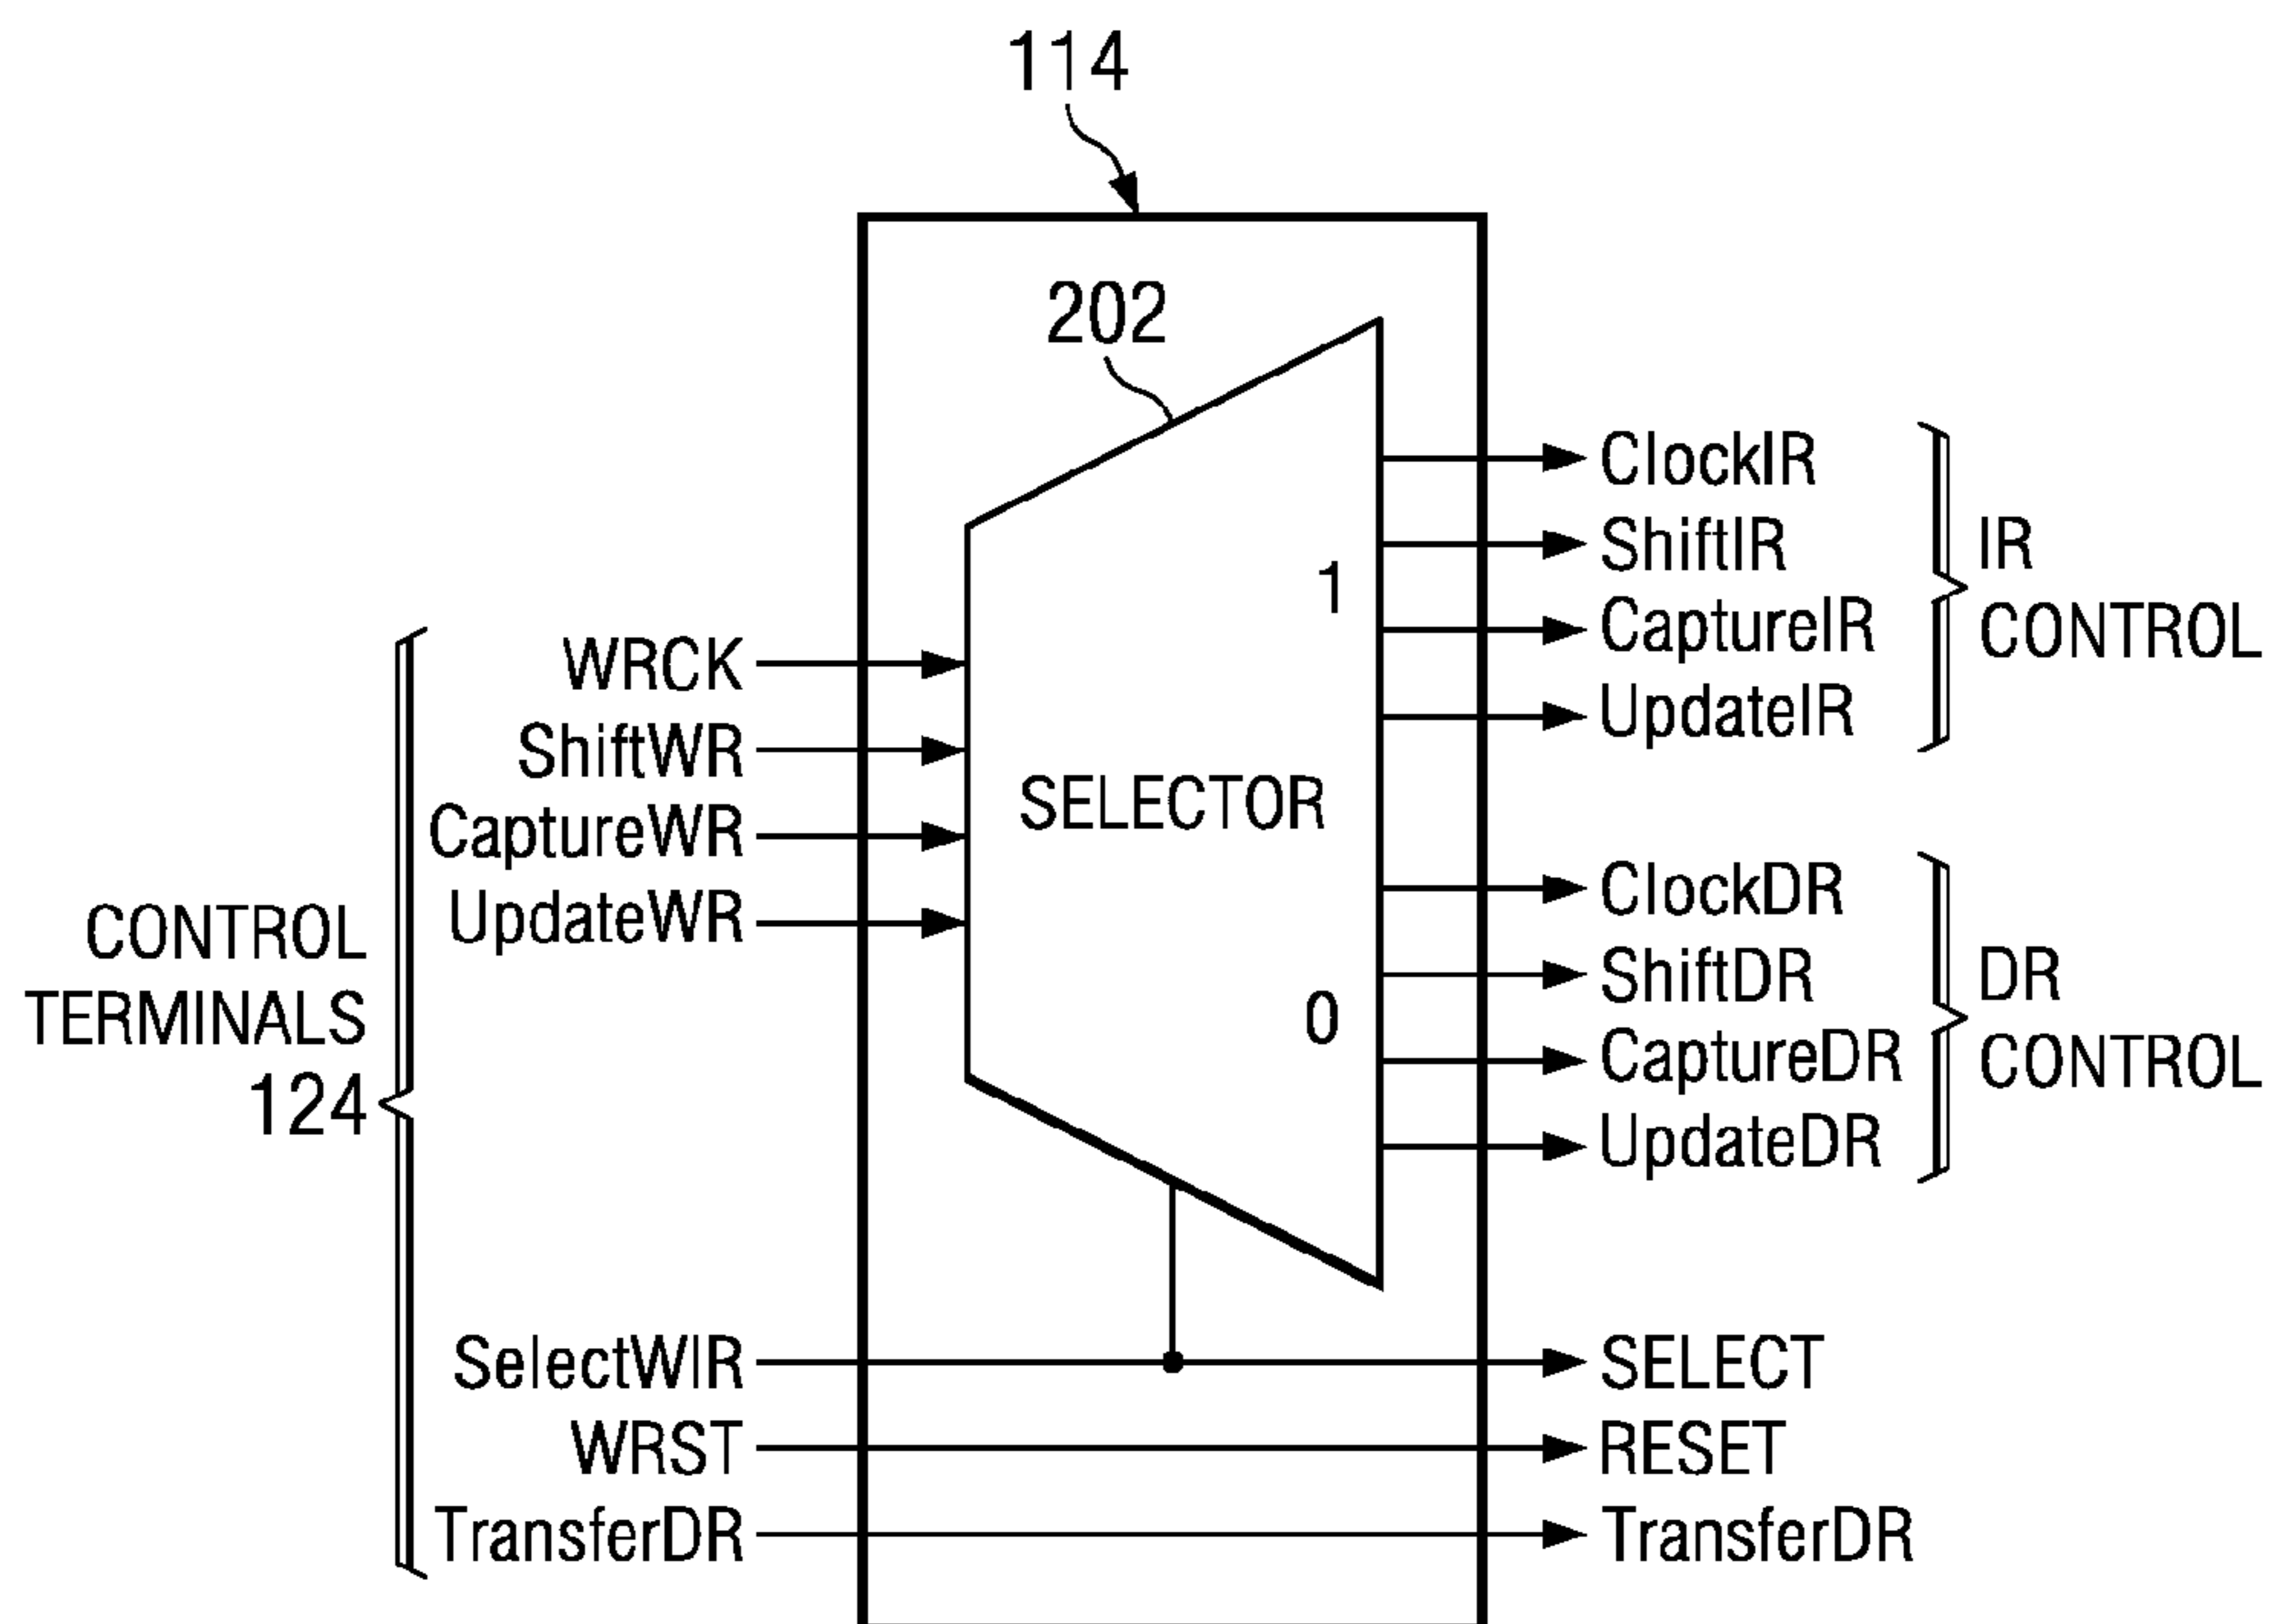 114
202
WRCK
ShiftWR
CaptureWR
UpdateWR
CONTROL
TERMINALS
124
SelectWIR
WRST
TransferDR
SELECTOR
1
0
ClockIR
ShiftIR
CaptureIR
UpdateIR
IR
CONTROL
ClockDR
ShiftDR
CaptureDR
UpdateDR
DR
CONTROL
SELECT
RESET
TransferDR